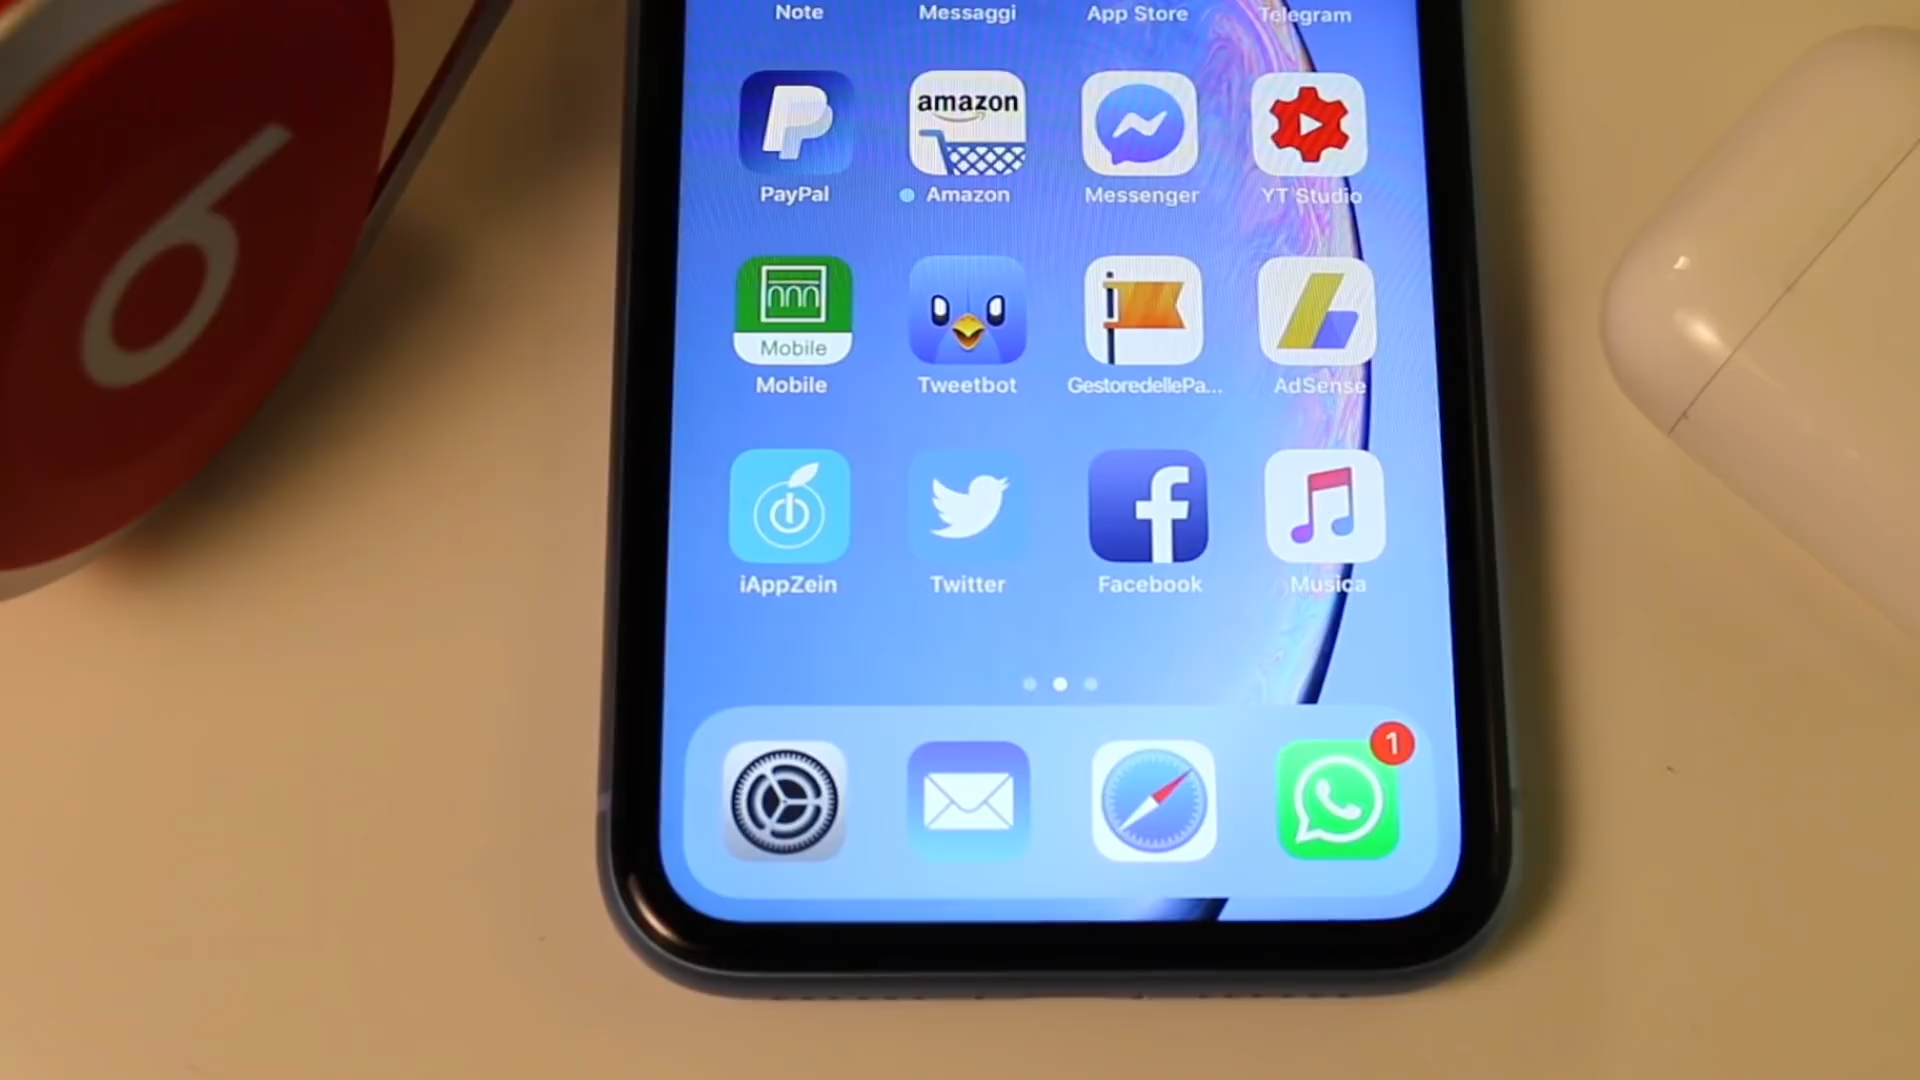 Note Messaggi App Store Telegram
amazon
PayPal Amazon Messenger YT Studio
Mobile
Mobile Tweetbot GestoredellePa... AdSense
iAppZein Twitter Facebook Musica
1